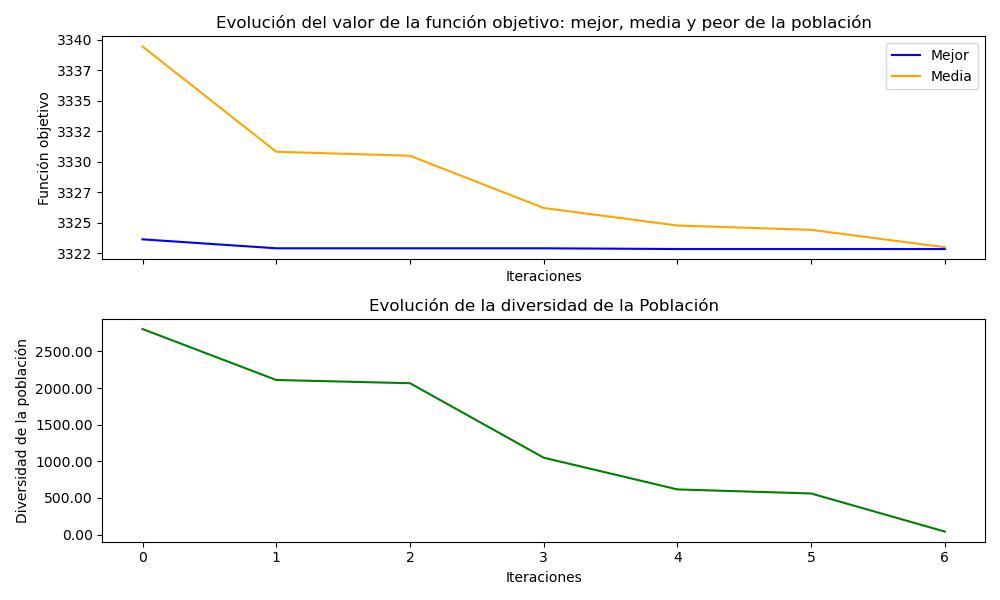 Evolución del valor de la función objetivo: mejor, media y peor de la población
Función objetivo
3340
3337
3335
3332
3330
3327
3325
3322
Mejor
Media
Iteraciones
Evolución de la diversidad de la Población
Diversidad de la población
2500.00
2000.00
1500.00
1000.00
500.00
0.00
0 1 2 3 4 5 6
Iteraciones